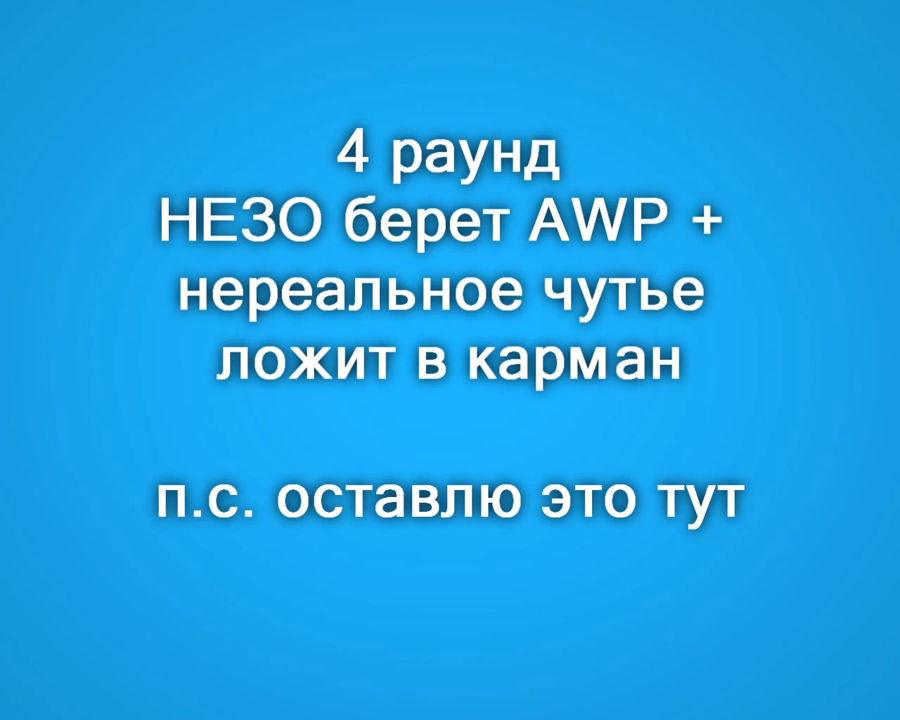 4 раунд
НЕЗО берет AWP +
нереальное чутье
ложит в карман
п.с. оставлю это тут